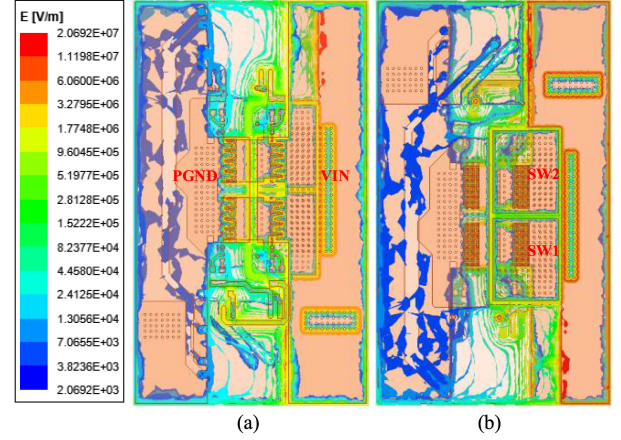 E [V/m]
2.0692E+07
1.1198E+07
6.0600E+06
3.2795E+06
1.7748E+06
9.6045E+05
5.1977E+05
2.8128E+05
1.5222E+05
8.2377E+04
4.4580E+04
2.4125E+04
1.3056E+04
7.0655E+03
3.8236E+03
2.0692E+03
PGND
VIN
SW2
SW1
(a)
(b)